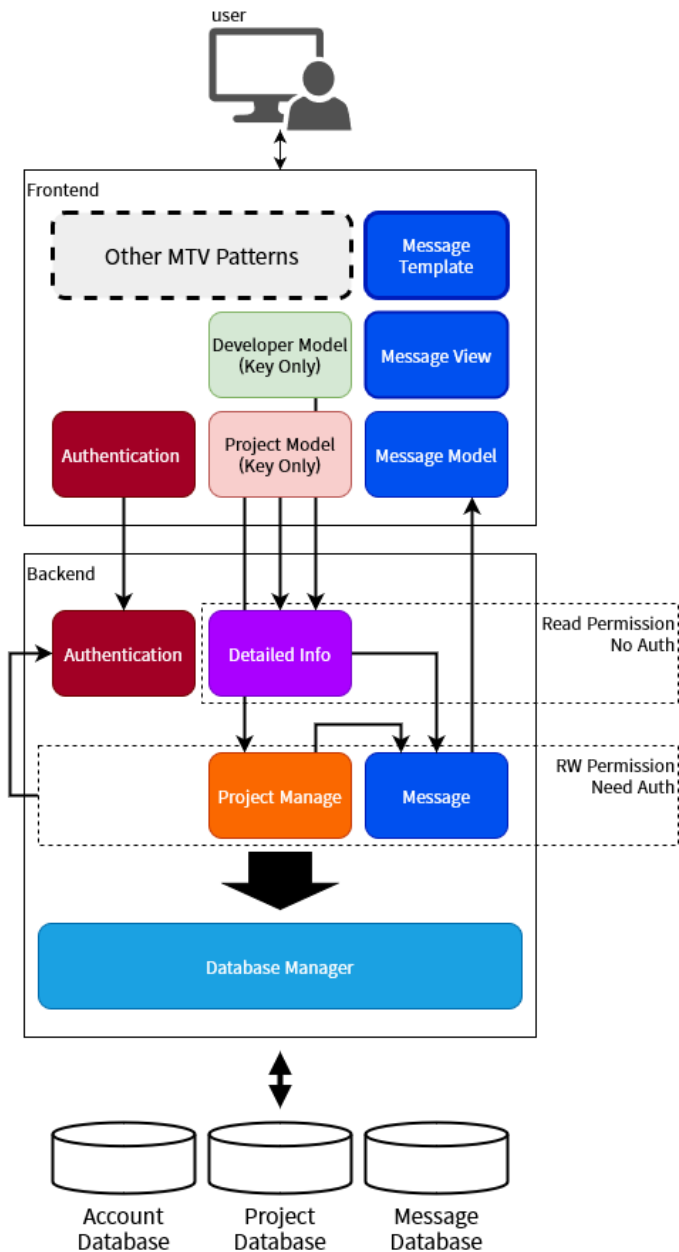 user
Frontend
Other MTV Patterns
Message
Template
Developer Model
(Key Only)
Message View
Authentication
Project Model
(Key Only)
Message Model
Backend
Authentication
Detailed Info
Read Permission
No Auth
Project Manage
Message
RW Permission
Need Auth
Database Manager
Account
Database
Project
Database
Message
Database